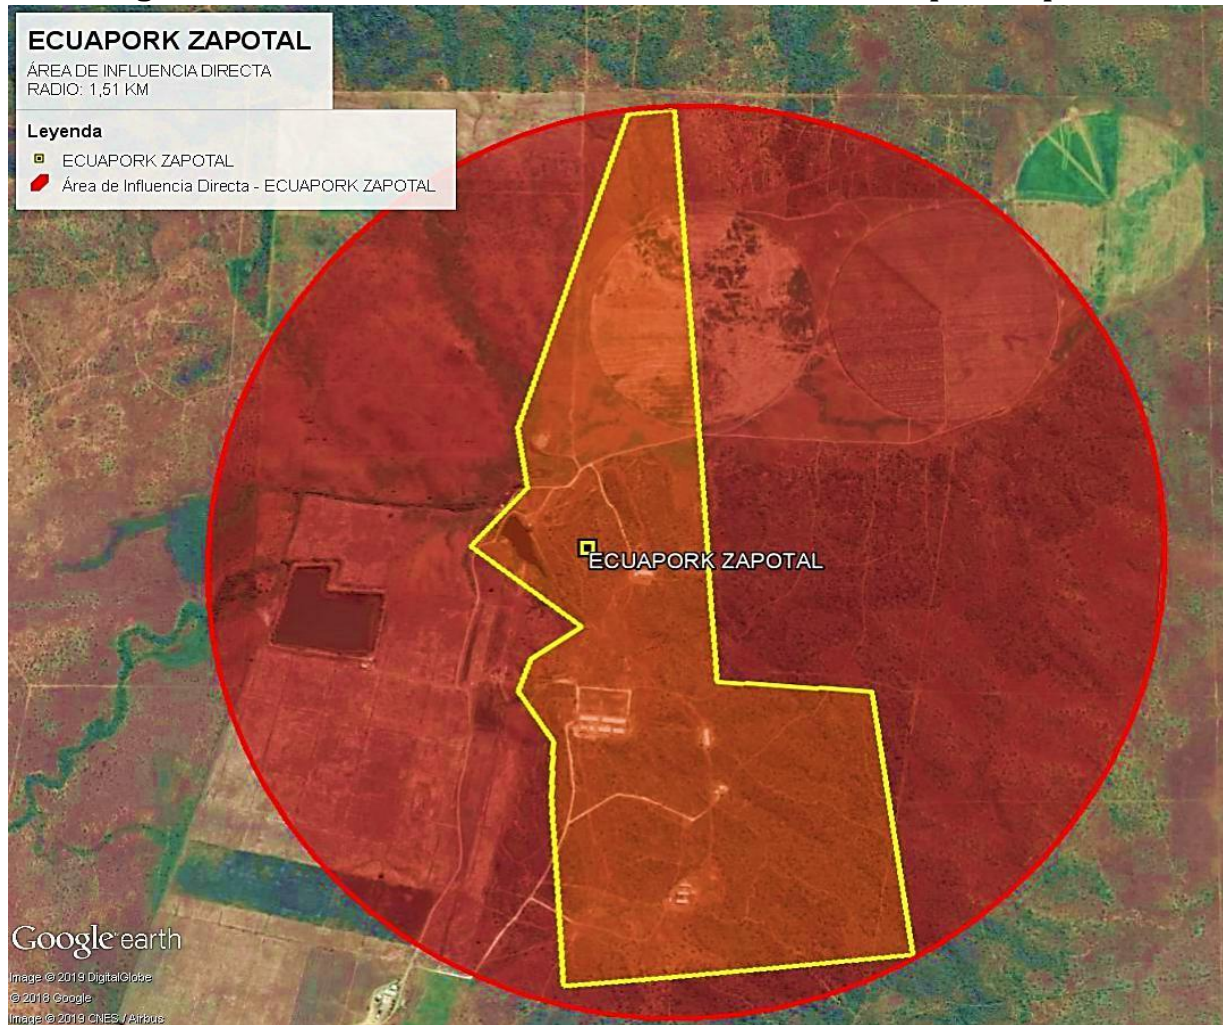 ECUAPORK ZAPOTAL
ÁREA DE INFLUENCIA DIRECTA
RADIO: 1,51 KM
Leyenda
ECUAPORK ZAPOTAL
Área de Influencia Directa - ECUAPORK ZAPOTAL
ECUAPORK ZAPOTAL
Google earth
Image © 2019 DigitalGlobe
© 2018 Google
Image © 2019 CNES / Airbus